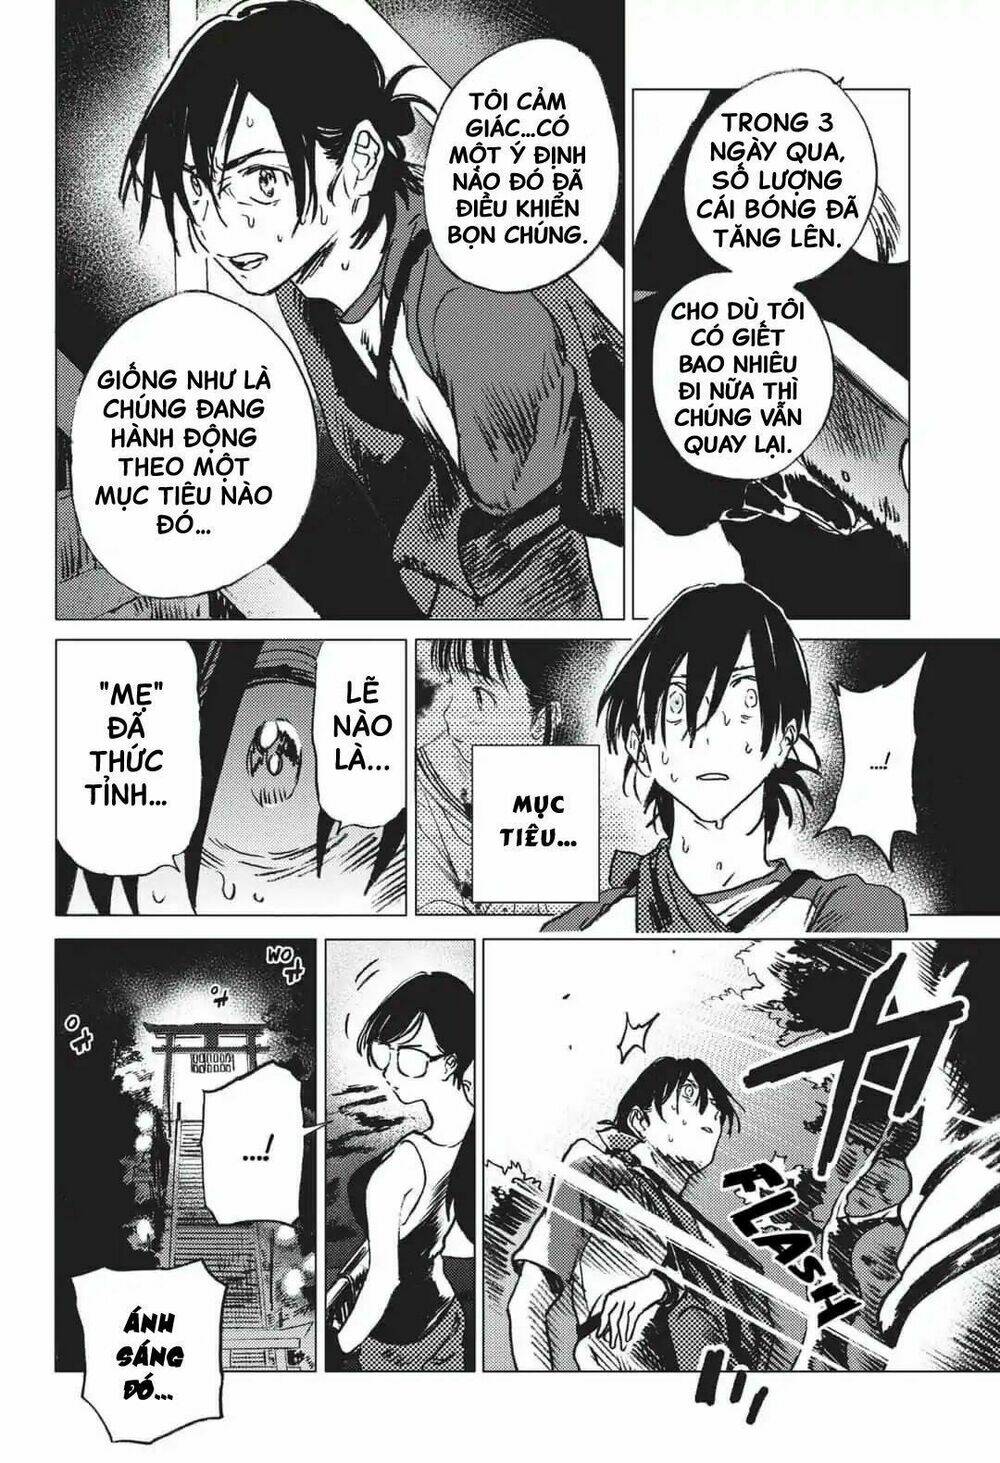 TRONG 3
NGÀY QUA,
SỐ LƯỢNG
CÁI BÓNG ĐÃ
TĂNG LÊN.
CHO DÙ TÔI
CÓ GIẾT
BAO NHIÊU
ĐI NỮA THÌ
CHÚNG VẪN
QUAY LẠI.
TÔI CẢM
GIÁC...CÓ
MỘT Ý ĐỊNH
NÀO ĐÓ ĐÃ
ĐIỀU KHIỂN
BỌN CHÚNG.
GIỐNG NHƯ LÀ
CHÚNG ĐANG
HÀNH ĐỘNG
THEO MỘT
MỤC TIÊU NÀO
ĐÓ...
...!
MỤC
TIÊU...
LẼ
NÀO
LÀ...
"MẸ"
ĐÃ
THỨC
TỈNH...
カッ
FLASH
....!
WO
ÁNH
SÁNG
ĐÓ...